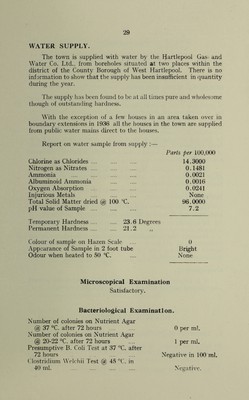 28
WATER SUPPLY.
The town is supplied with water by the Hartlepool Gas and
Water Co. Ltd., from boreholes situated at two places within the
district of the County Borough of West Hartlepool. There is no
information to show that the supply has been insufficient in quantity
during the year.
The supply has been found to be at all times pure and wholesome
though of outstanding hardness.
With the exception of a few houses in an area taken over in
boundary extensions in 1936 all the houses in the town are supplied
from public water mains direct to the houses.
Report on water sample from supply :—
Parts per 100,000
Chlorine as Chlorides ... 14.3000
Nitrogen as Nitrates ... 0.1481
Ammonia ... 0.0021
Albuminoid Ammonia ... 0.0016
Oxygen Absorption ... 0.0241
Injurious Metals ... None
Total Solid Matter dried @ 100 °C. 96.0000
pH value of Sample ... 7.2
Temporary Hardness ... 23.6 Degrees
Permanent Hardness ... 21.2 ,,
Colour of sample on Hazen Scale ... 0
Appearance of Sample in 2 foot tube Bright
Odour when heated to 50 °C. ... None
Microscopical Examination
Satisfactory.
Bacteriological Examination.
Number of colonies on Nutrient Agar
@ 37 °C. after 72 hours 0 per ml.
Number of colonies on Nutrient Agar
@ 20-22 °C. after 72 hours 1 per ml.
Presumptive B. Coli Test at 37 °C. after
72 hours Negative in 100 ml.
Clostridium Welchii Test @ 45 °C. in
40 ml. Negative.